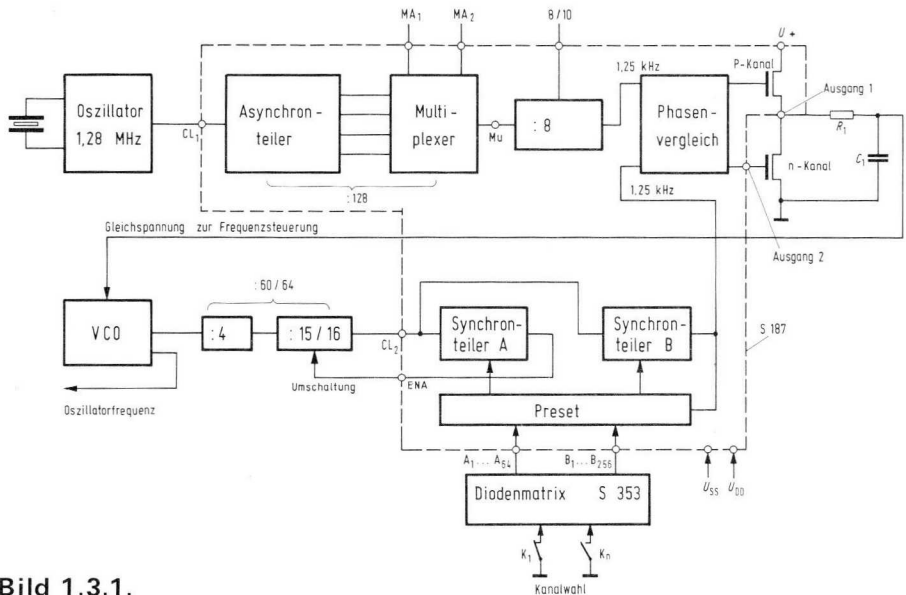 MA₁
MA₂
8/10
U +
P-Kanal
Oszillator
1,28 MHz
CL₁
Asynchron-
teiler
Multi-
plexer
Mu
: 8
1,25 kHz
Phasen-
vergleich
Ausgang 1
R₁
C₁
n-Kanal
:128
1,25 kHz
Ausgang 2
Gleichspannung zur Frequenzsteuerung
:60/64
VCO
: 4
: 15/16
CL₂
Synchron-
teiler A
Synchron-
teiler B
S 187
Umschaltung
ENA
Oszillatorfrequenz
Preset
A₁... A₆₄
B₁... B₂₅₆
U_SS
U_DD
Diodenmatrix S 353
K₁
Kₙ
Kanalwahl
Bild 1.3.1.